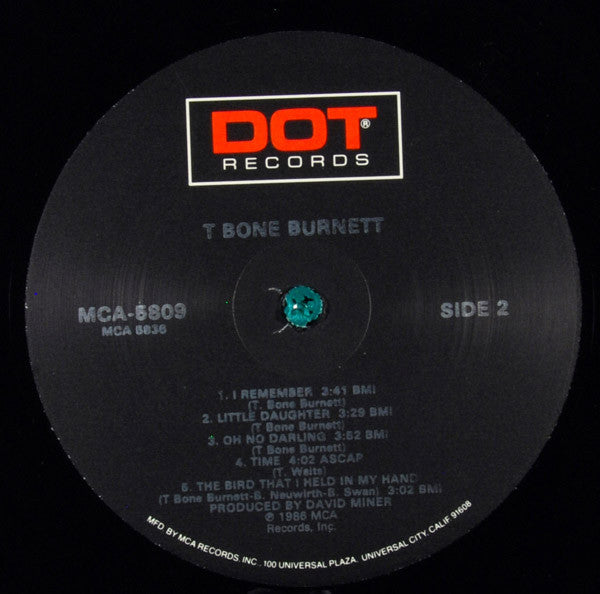 DOT®
RECORDS
T BONE BURNETT
MCA-5809
MCA 5836
SIDE 2
1. I REMEMBER 3:41 BMI
(T. Bone Burnett)
2. LITTLE DAUGHTER 3:29 BMI
(T Bone Burnett)
3. OH NO DARLING 3:52 BMI
(T Bone Burnett)
4. TIME 4:02 ASCAP
(T. Waits)
5. THE BIRD THAT I HELD IN MY HAND
(T Bone Burnett-B. Neuwirth-B. Swan) 3:02 BMI
PRODUCED BY DAVID MINER
℗ 1986 MCA
Records, Inc.
MFD. BY MCA RECORDS, INC., 100 UNIVERSAL PLAZA, UNIVERSAL CITY, CALIF. 91608